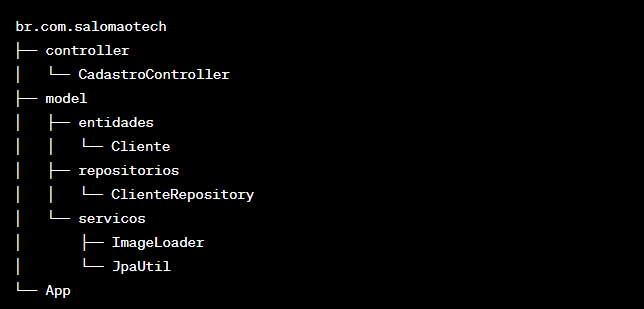 br.com.salomaotech
├── controller
│   └── CadastroController
├── model
│   ├── entidades
│   │   └── Cliente
│   ├── repositorios
│   │   └── ClienteRepository
│   └── servicos
│       ├── ImageLoader
│       └── JpaUtil
└── App